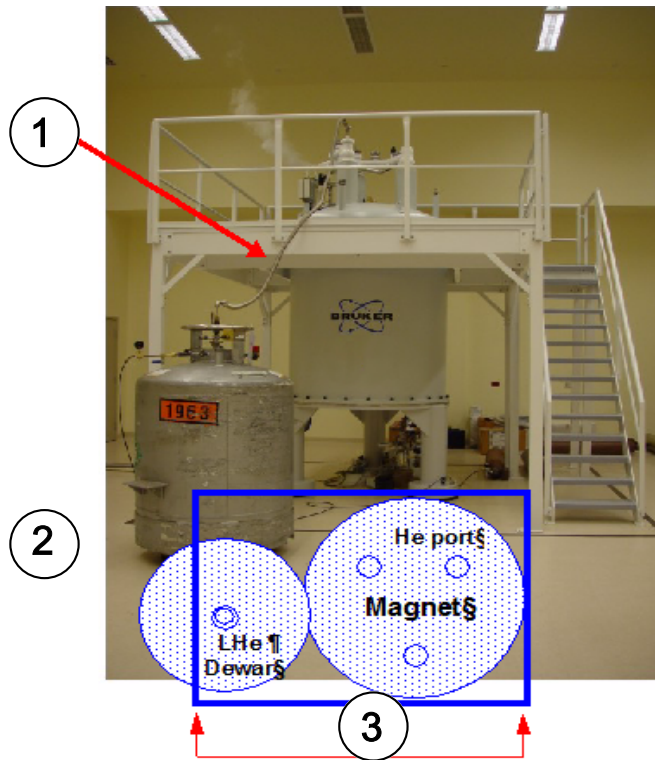 1
BRUKER
1963
2
He port§
Magnet§
LHe ¶
Dewar§
3